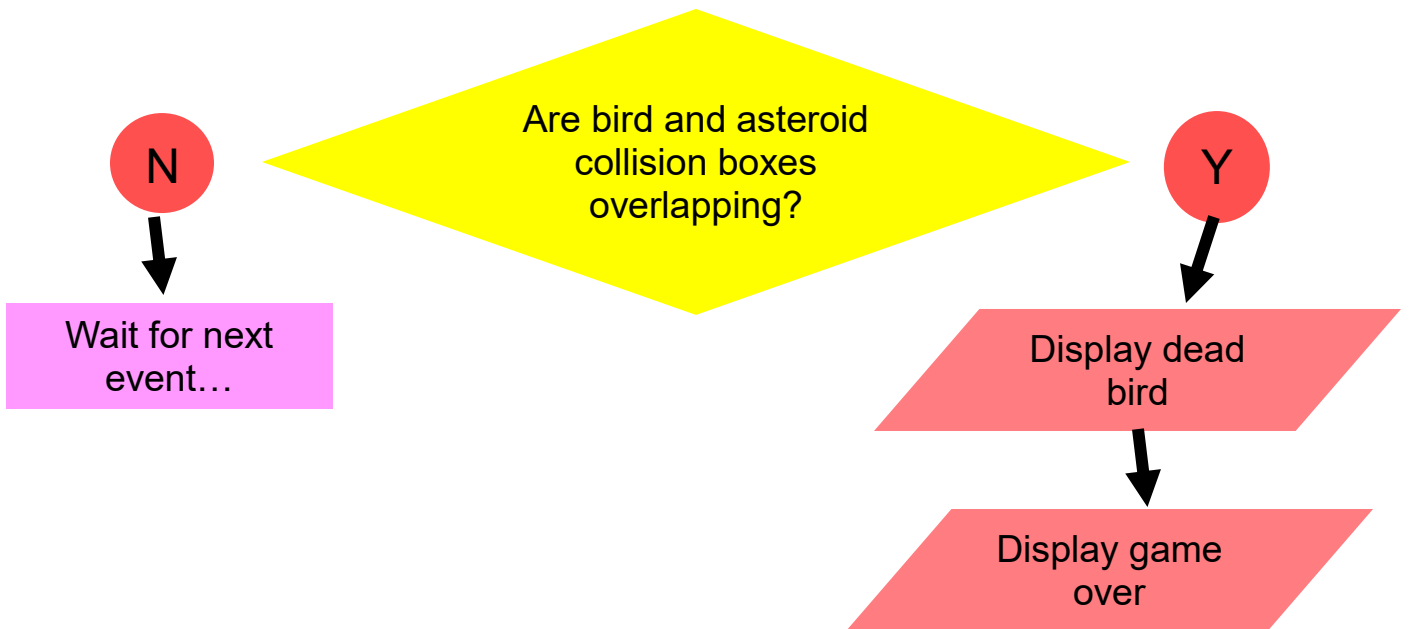 Are bird and asteroid
collision boxes
overlapping?
N
Y
Wait for next
event…
Display dead
bird
Display game
over